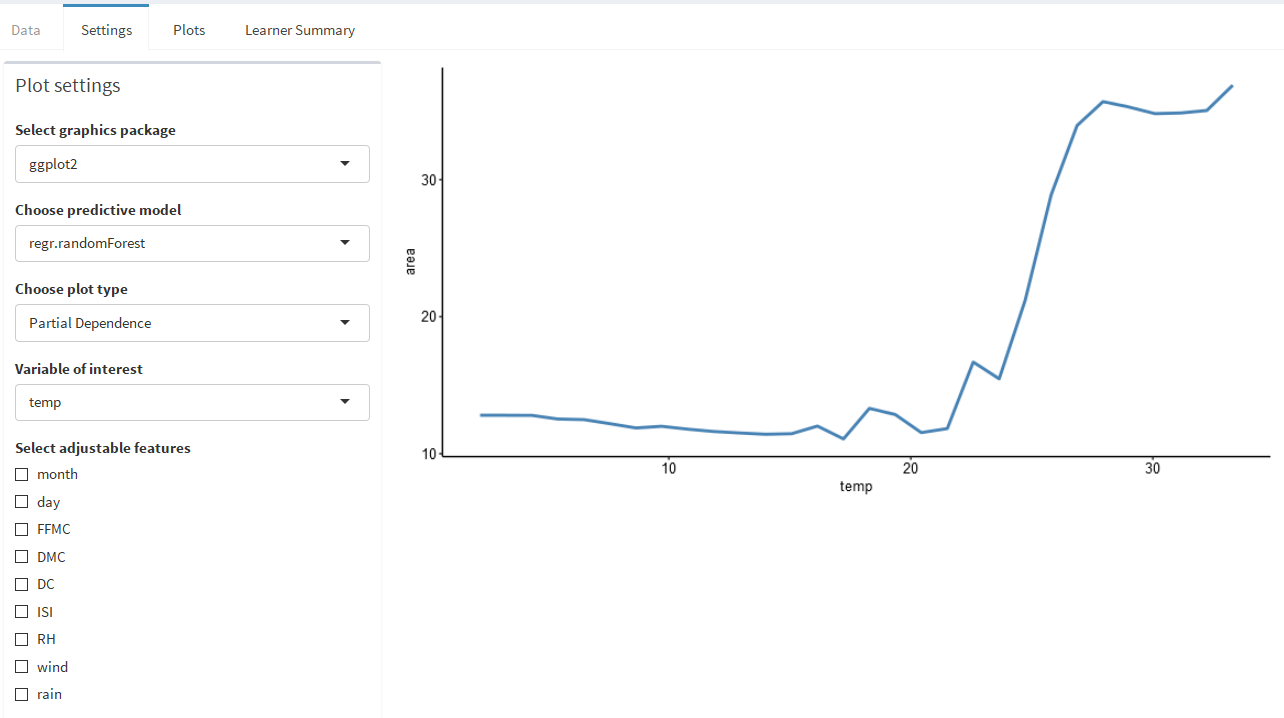 Data Settings Plots Learner Summary
Plot settings
Select graphics package
ggplot2
Choose predictive model
regr.randomForest
Choose plot type
Partial Dependence
Variable of interest
temp
Select adjustable features
month
day
FFMC
DMC
DC
ISI
RH
wind
rain
area
30
20
10
10 20 30
temp